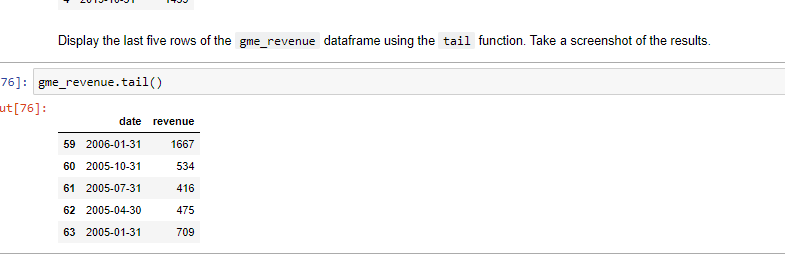 Display the last five rows of the gme_revenue dataframe using the tail function. Take a screenshot of the results.
76]: gme_revenue.tail()
ut[76]:
date revenue
59 2006-01-31 1667
60 2005-10-31 534
61 2005-07-31 416
62 2005-04-30 475
63 2005-01-31 709